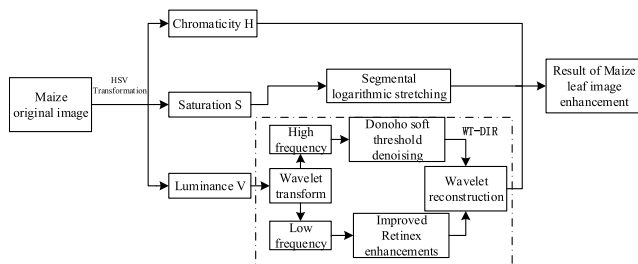 Maize
original image
HSV
Transformation
Chromaticity H
Saturation S
Luminance V
Segmental
logarithmic stretching
High
frequency
Wavelet
transform
Low
frequency
Donoho soft
threshold
denoising
Improved
Retinex
enhancements
WT-DIR
Wavelet
reconstruction
Result of Maize
leaf image
enhancement